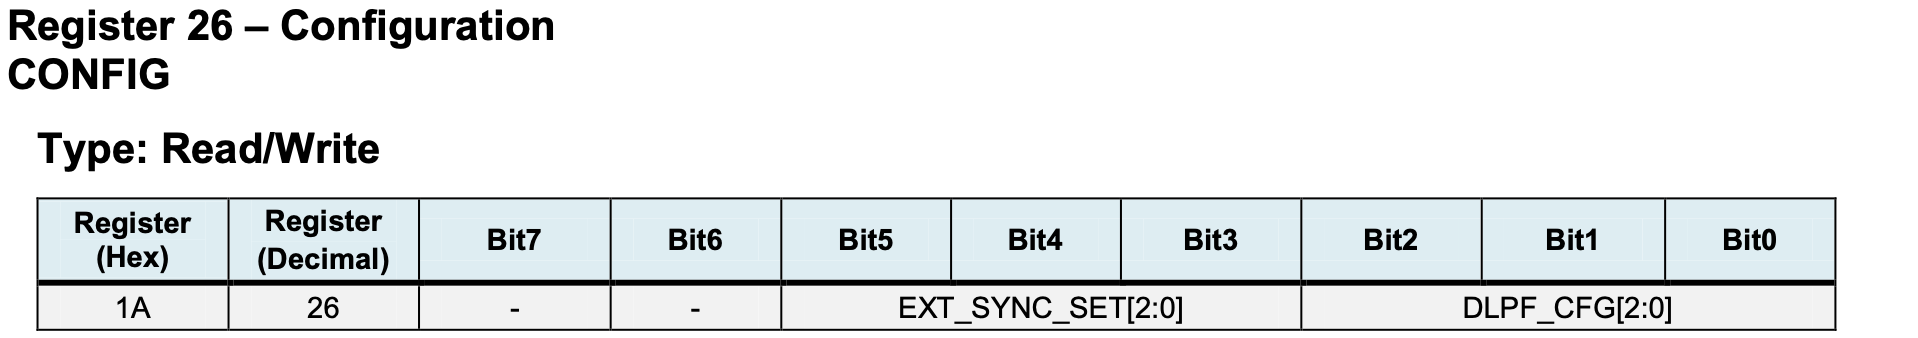 Register 26 – Configuration
CONFIG
Type: Read/Write
Register (Hex) Register (Decimal) Bit7 Bit6 Bit5 Bit4 Bit3 Bit2 Bit1 Bit0
1A 26 - - EXT_SYNC_SET[2:0] DLPF_CFG[2:0]